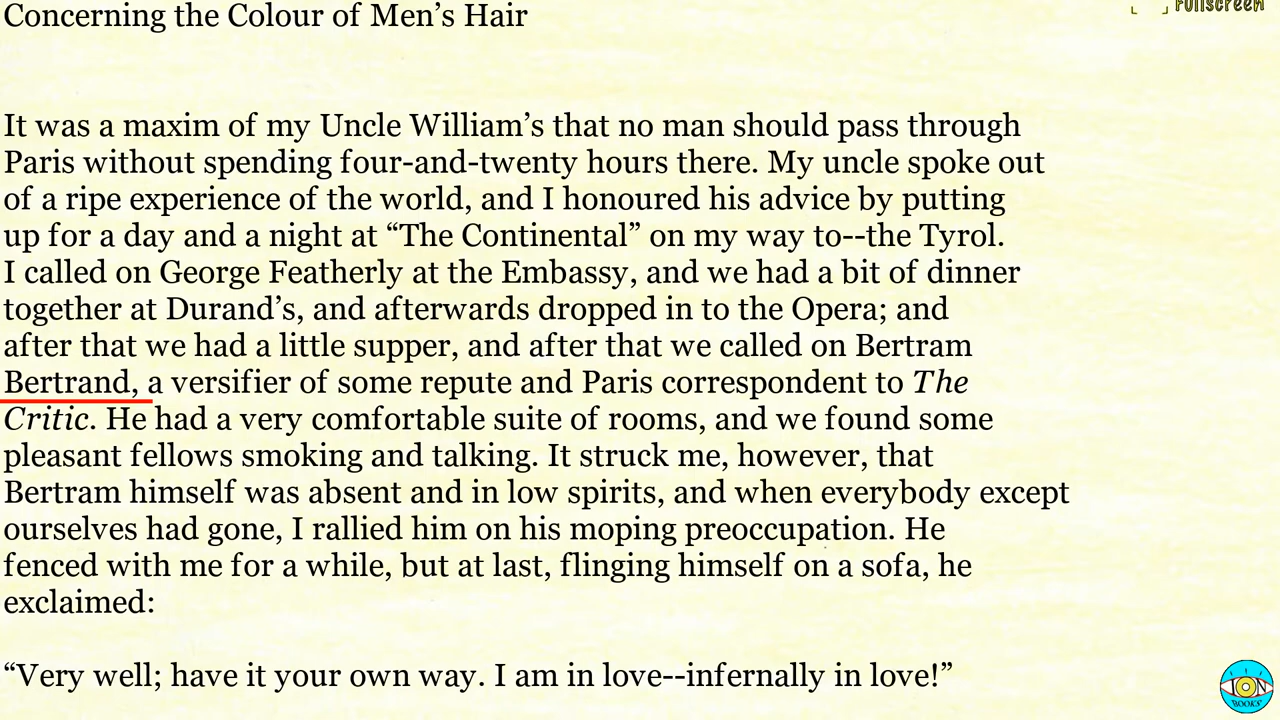 Concerning the Colour of Men’s Hair
Fullscreen
It was a maxim of my Uncle William’s that no man should pass through
Paris without spending four-and-twenty hours there. My uncle spoke out
of a ripe experience of the world, and I honoured his advice by putting
up for a day and a night at “The Continental” on my way to--the Tyrol.
I called on George Featherly at the Embassy, and we had a bit of dinner
together at Durand’s, and afterwards dropped in to the Opera; and
after that we had a little supper, and after that we called on Bertram
Bertrand, a versifier of some repute and Paris correspondent to The
Critic. He had a very comfortable suite of rooms, and we found some
pleasant fellows smoking and talking. It struck me, however, that
Bertram himself was absent and in low spirits, and when everybody except
ourselves had gone, I rallied him on his moping preoccupation. He
fenced with me for a while, but at last, flinging himself on a sofa, he
exclaimed:
“Very well; have it your own way. I am in love--infernally in love!”
ION
BOOKS